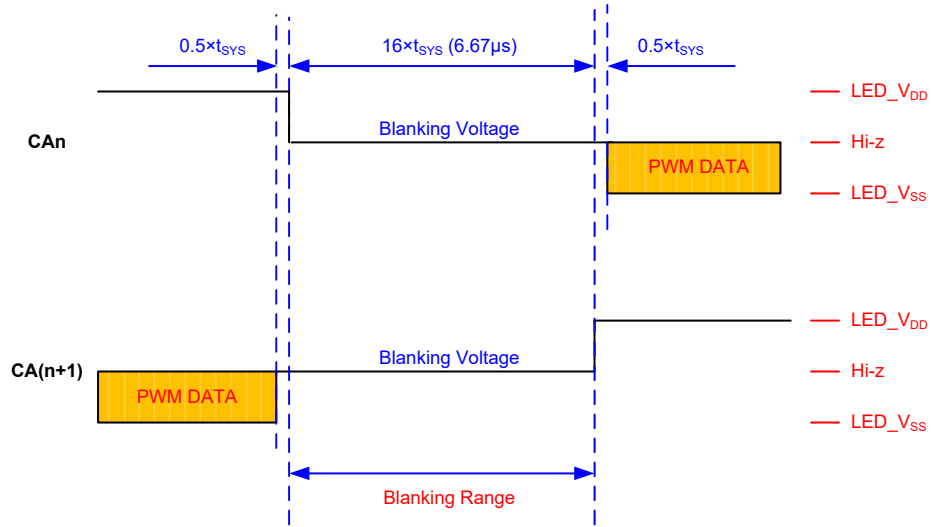 0.5×tSYS
16×tSYS (6.67µs)
0.5×tSYS
LED_VDD
CAn
Blanking Voltage
Hi-z
PWM DATA
LED_VSS
LED_VDD
CA(n+1)
Blanking Voltage
Hi-z
PWM DATA
LED_VSS
Blanking Range